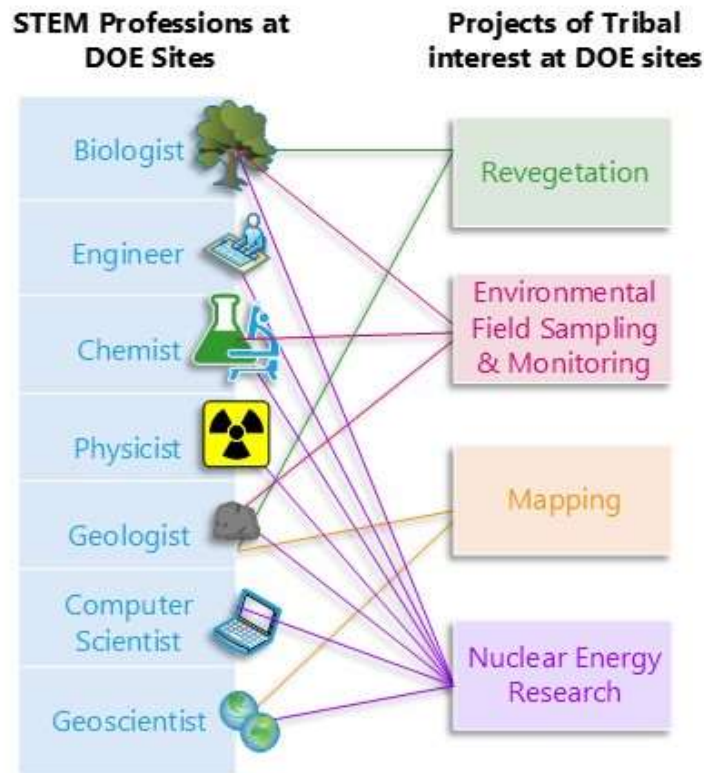 STEM Professions at
DOE Sites
Projects of Tribal
interest at DOE sites
Biologist
Engineer
Chemist
Physicist
Geologist
Computer
Scientist
Geoscientist
Revegetation
Environmental
Field Sampling
& Monitoring
Mapping
Nuclear Energy
Research